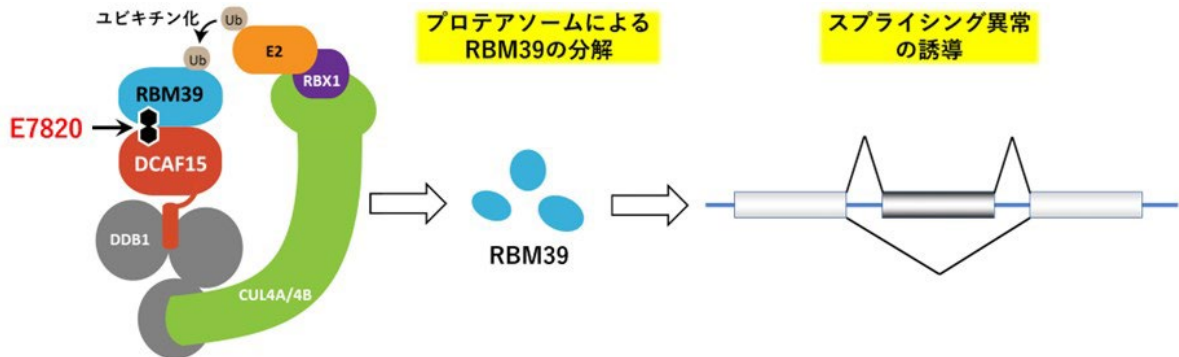 ユビキチン化
Ub
Ub
E2
RBX1
RBM39
E7820
DCAF15
DDB1
CUL4A/4B
プロテアソームによる
RBM39の分解
RBM39
スプライシング異常
の誘導